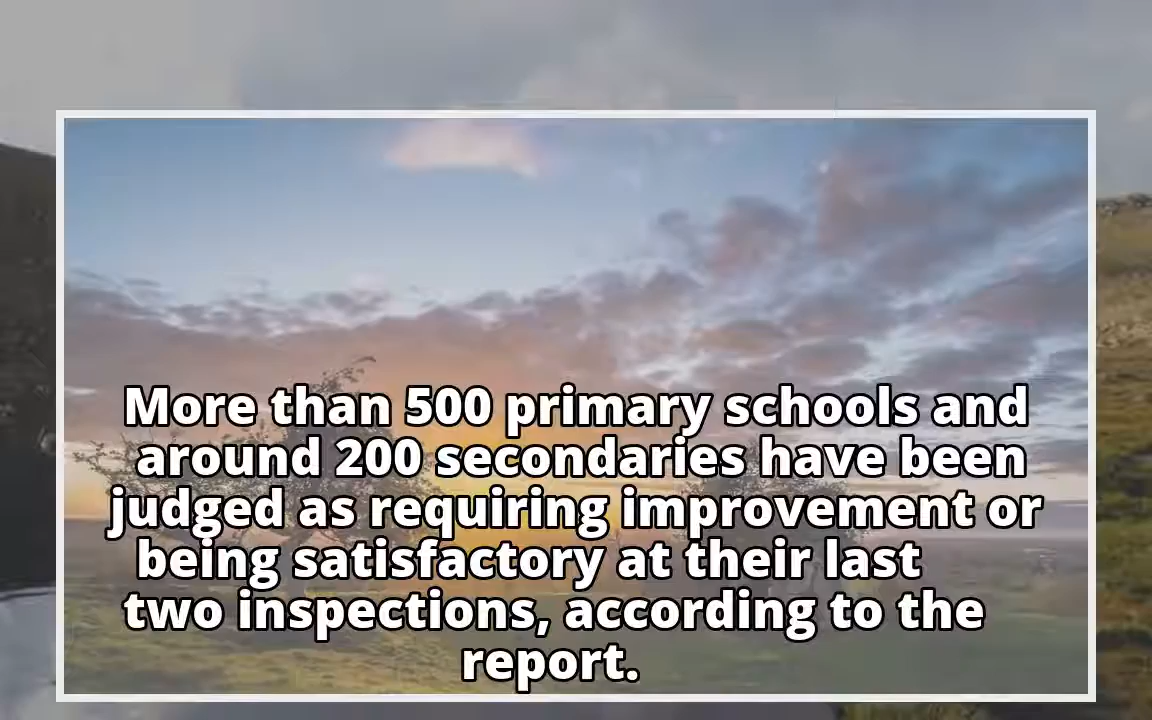 More than 500 primary schools and
around 200 secondaries have been
judged as requiring improvement or
being satisfactory at their last
two inspections, according to the
report.